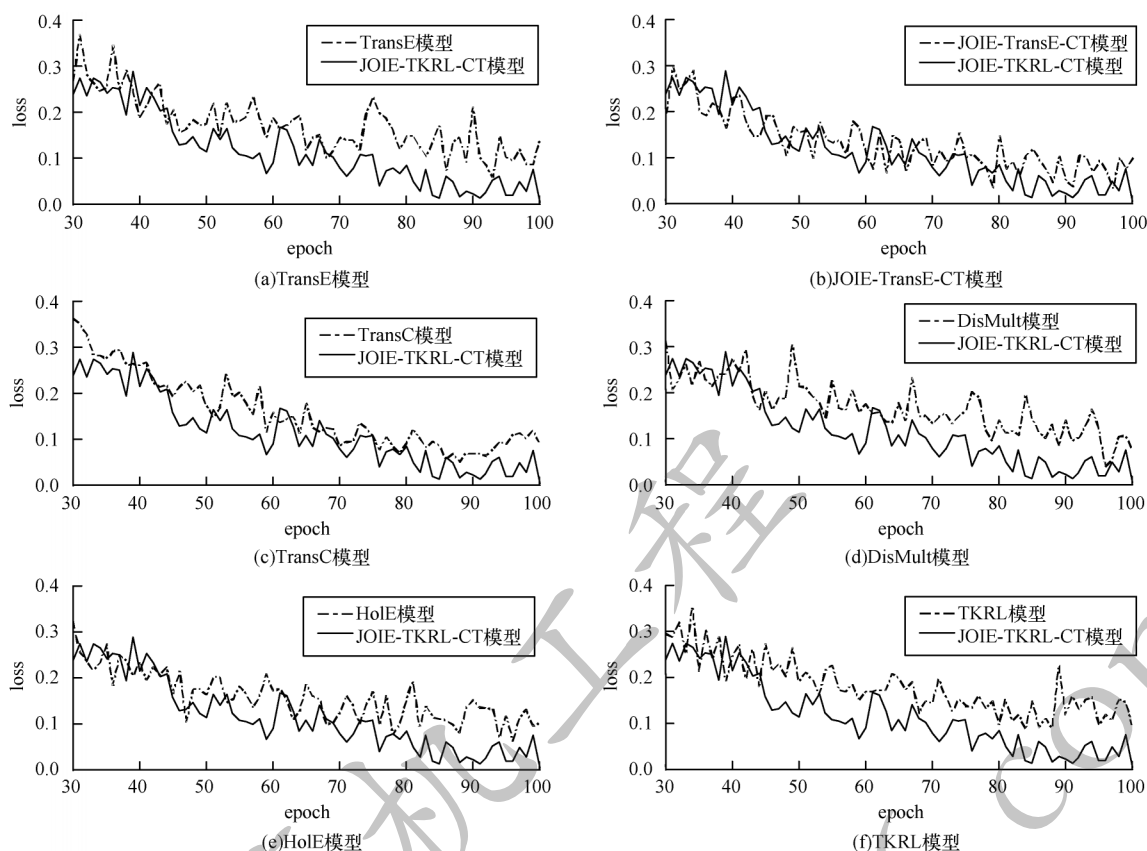 0.4
0.3
0.2
0.1
0.0
loss
TransE模型
JOIE-TKRL-CT模型
30 40 50 60 70 80 90 100
epoch
(a)TransE模型
0.4
0.3
0.2
0.1
0.0
loss
JOIE-TransE-CT模型
JOIE-TKRL-CT模型
30 40 50 60 70 80 90 100
epoch
(b)JOIE-TransE-CT模型
0.4
0.3
0.2
0.1
0.0
loss
TransC模型
JOIE-TKRL-CT模型
30 40 50 60 70 80 90 100
epoch
(c)TransC模型
0.4
0.3
0.2
0.1
0.0
loss
DisMult模型
JOIE-TKRL-CT模型
30 40 50 60 70 80 90 100
epoch
(d)DisMult模型
0.4
0.3
0.2
0.1
0.0
loss
HolE模型
JOIE-TKRL-CT模型
30 40 50 60 70 80 90 100
epoch
(e)HolE模型
0.4
0.3
0.2
0.1
0.0
loss
TKRL模型
JOIE-TKRL-CT模型
30 40 50 60 70 80 90 100
epoch
(f)TKRL模型
机工程